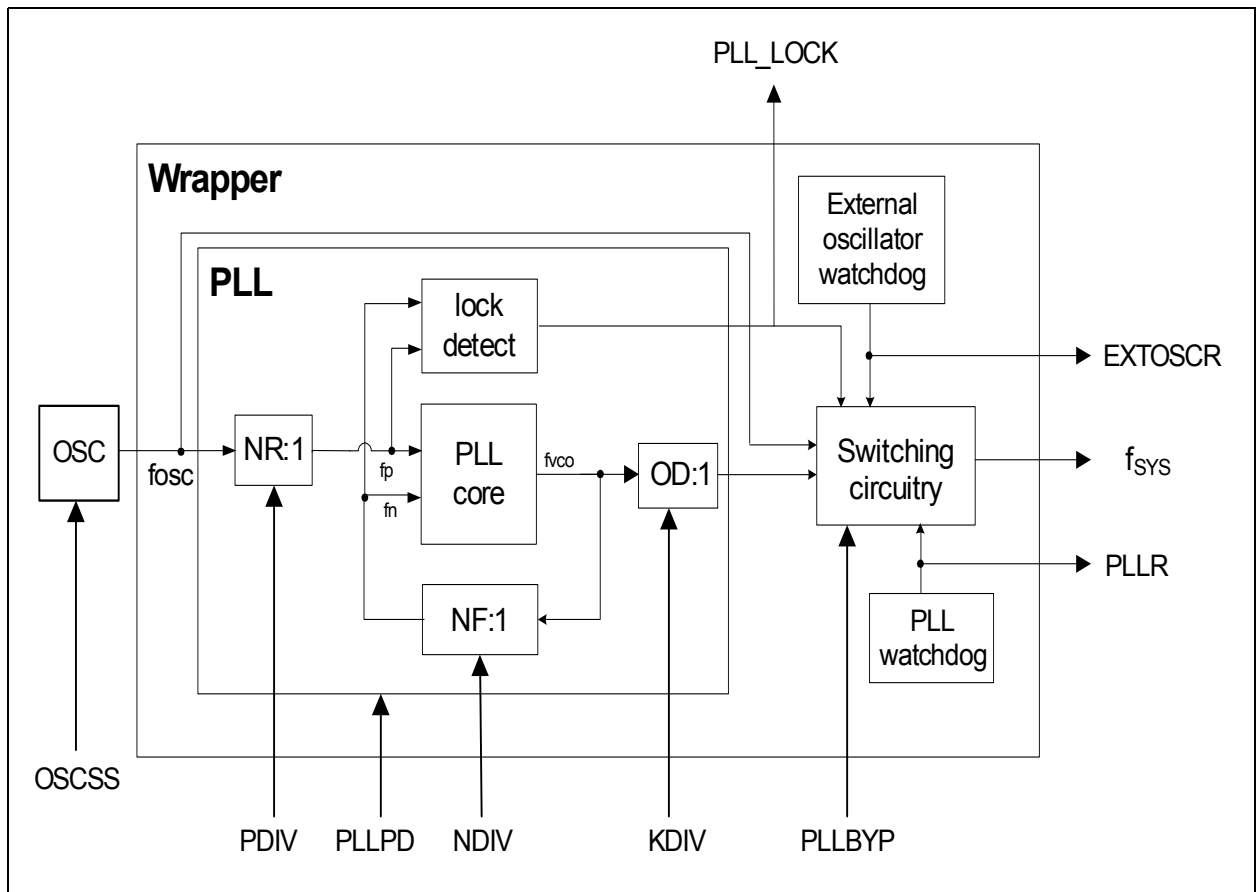 PLL_LOCK
Wrapper
External
oscillator
watchdog
PLL
lock
detect
EXTOSCR
OSC
fosc
NR:1
fp
fn
PLL
core
fvco
OD:1
Switching
circuitry
fSYS
PLLR
NF:1
PLL
watchdog
OSCSS
PDIV
PLLPD
NDIV
KDIV
PLLBYP